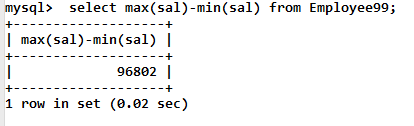 mysql>  select max(sal)-min(sal) from Employee99;
+-------------------+
| max(sal)-min(sal) |
+-------------------+
|             96802 |
+-------------------+
1 row in set (0.02 sec)